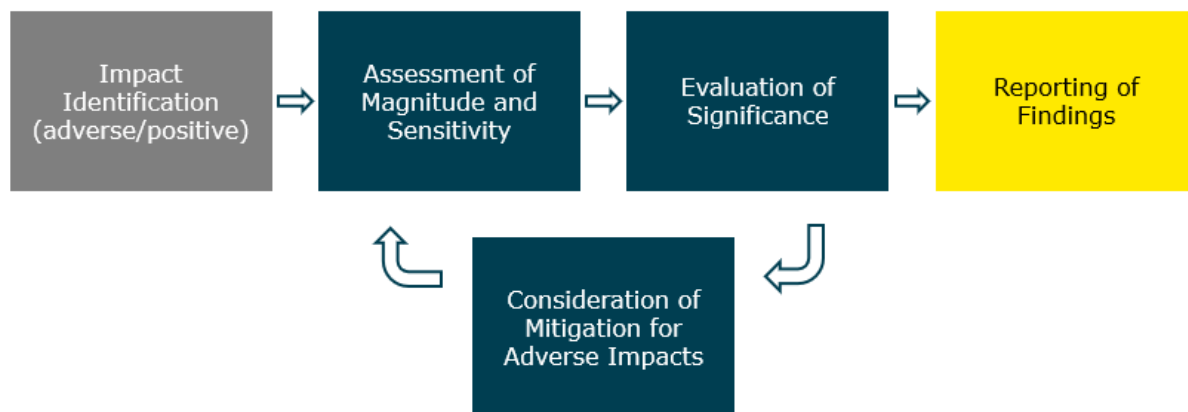 Impact
Identification
(adverse/positive)
Assessment of
Magnitude and
Sensitivity
Evaluation of
Significance
Reporting of
Findings
Consideration of
Mitigation for
Adverse Impacts